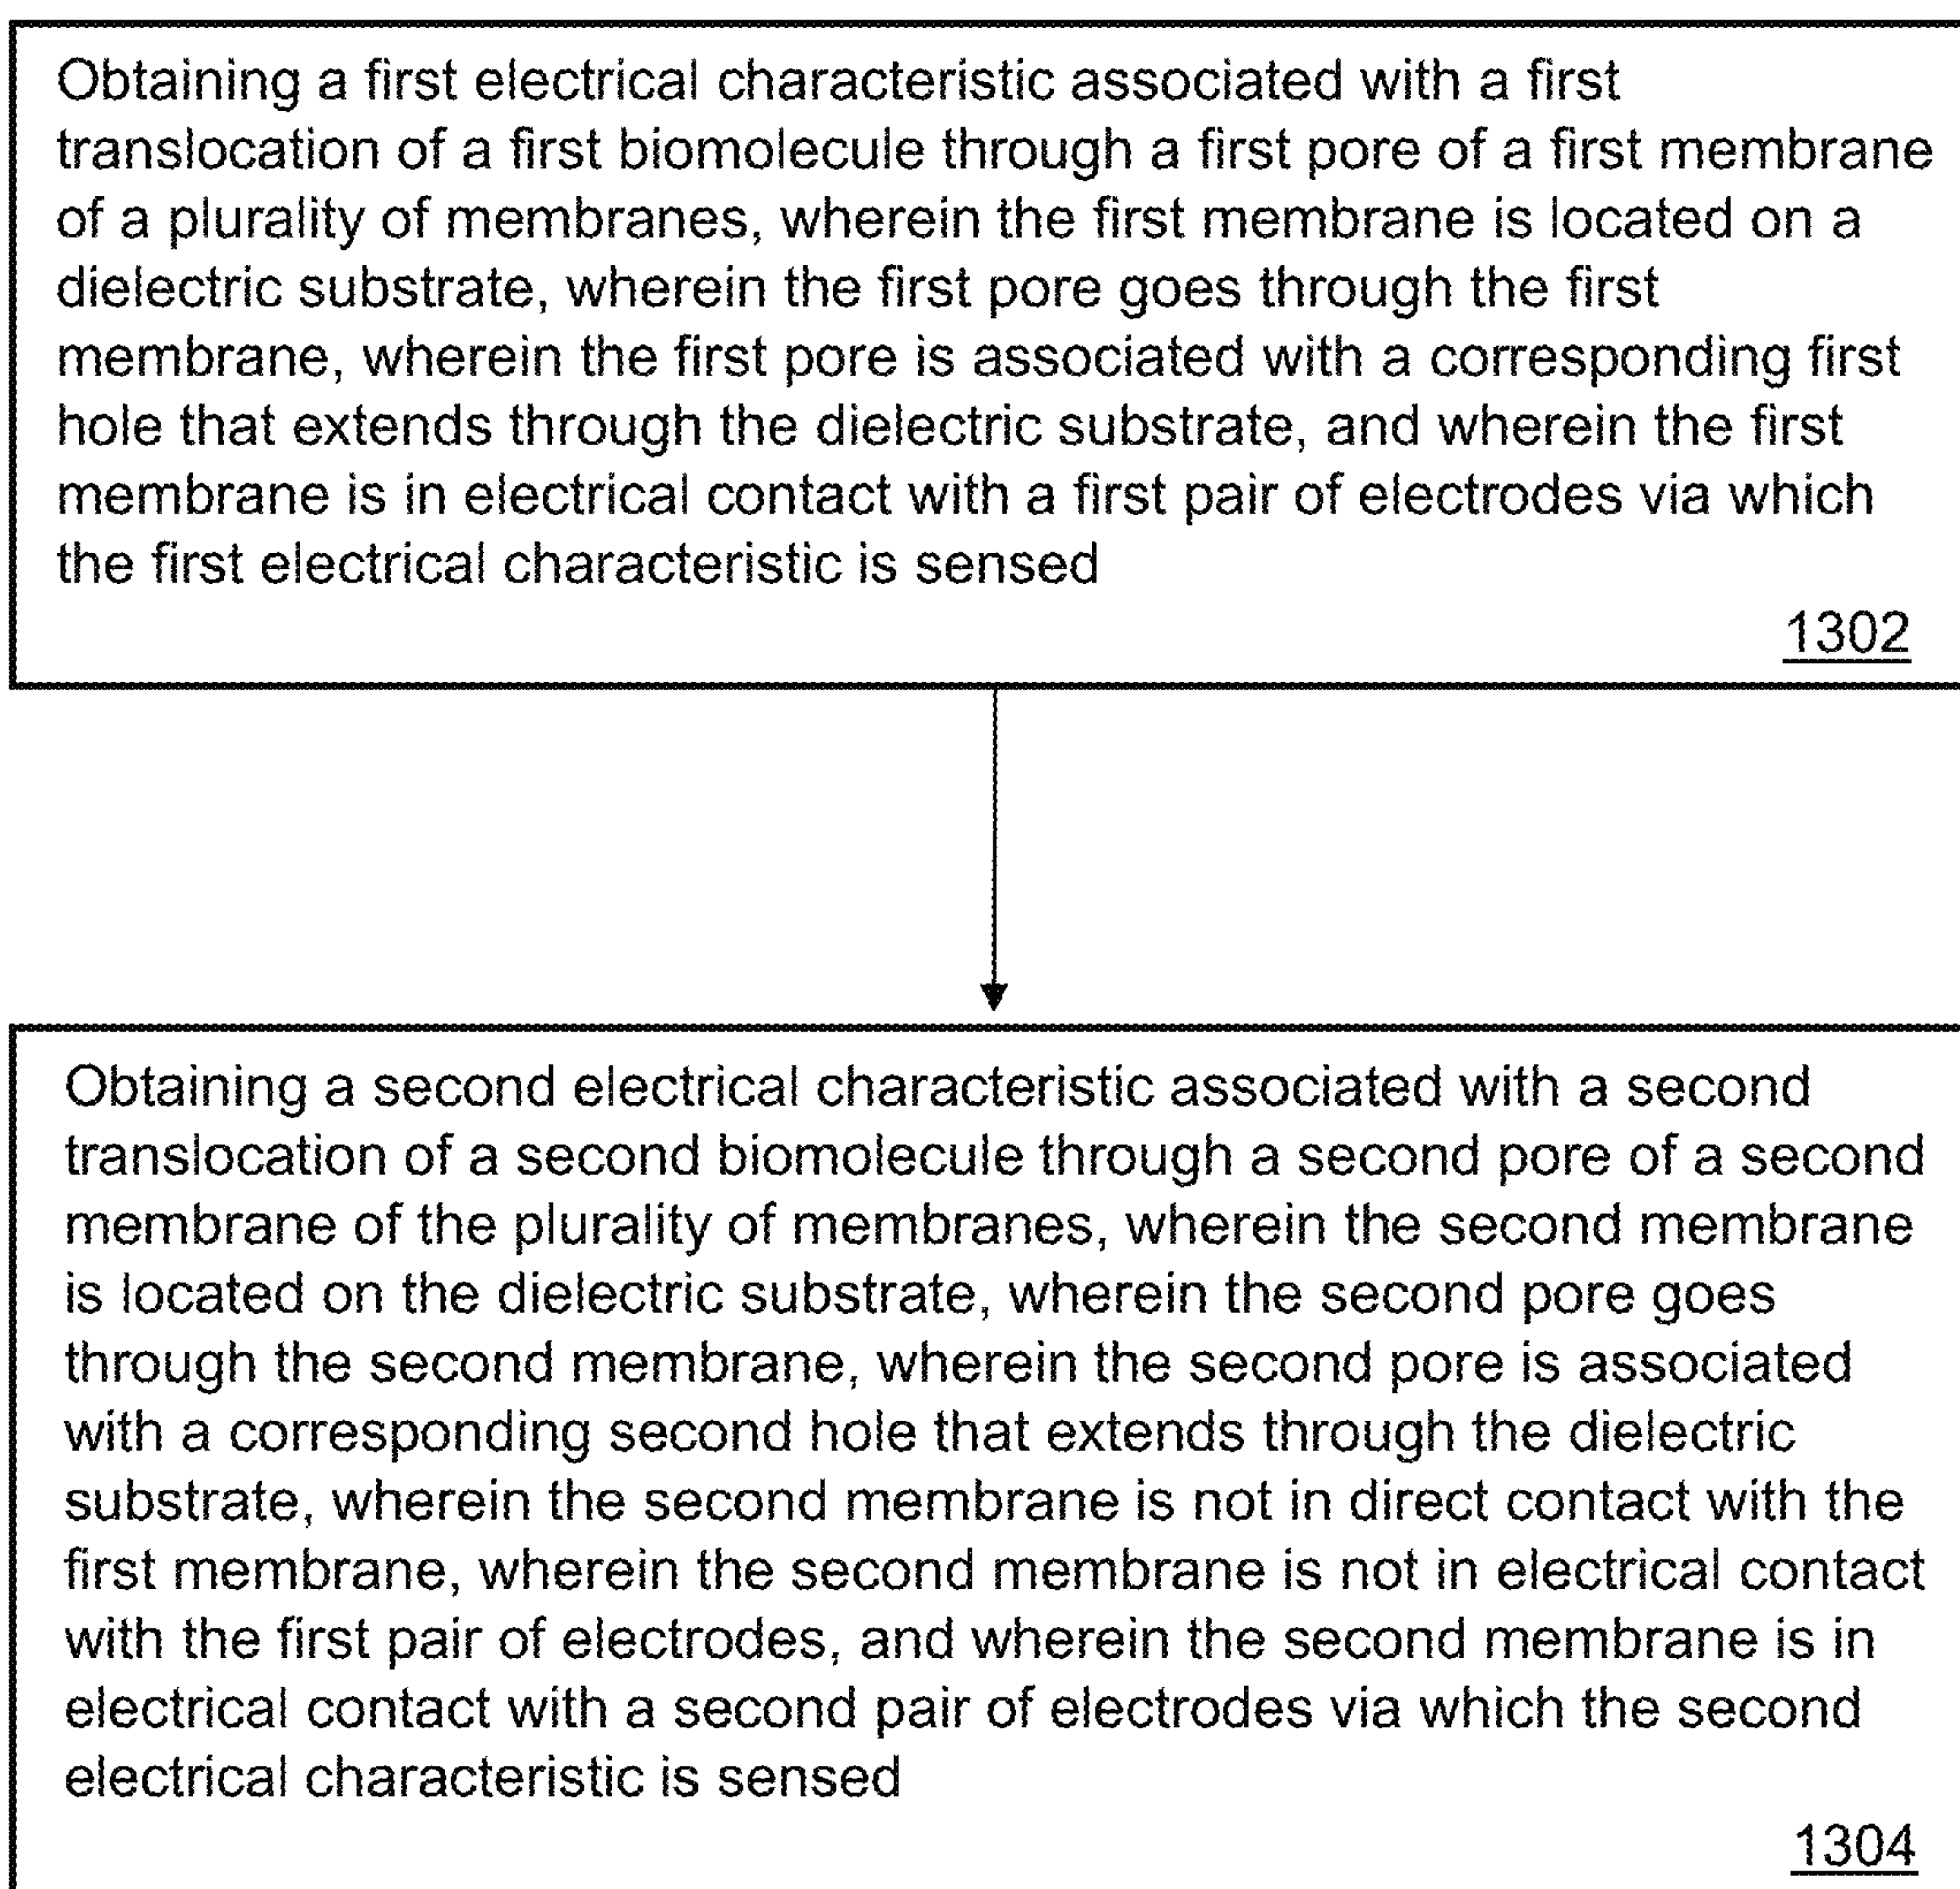 Obtaining a first electrical characteristic associated with a first
translocation of a first biomolecule through a first pore of a first membrane
of a plurality of membranes, wherein the first membrane is located on a
dielectric substrate, wherein the first pore goes through the first
membrane, wherein the first pore is associated with a corresponding first
hole that extends through the dielectric substrate, and wherein the first
membrane is in electrical contact with a first pair of electrodes via which
the first electrical characteristic is sensed
1302
Obtaining a second electrical characteristic associated with a second
translocation of a second biomolecule through a second pore of a second
membrane of the plurality of membranes, wherein the second membrane
is located on the dielectric substrate, wherein the second pore goes
through the second membrane, wherein the second pore is associated
with a corresponding second hole that extends through the dielectric
substrate, wherein the second membrane is not in direct contact with the
first membrane, wherein the second membrane is not in electrical contact
with the first pair of electrodes, and wherein the second membrane is in
electrical contact with a second pair of electrodes via which the second
electrical characteristic is sensed
1304